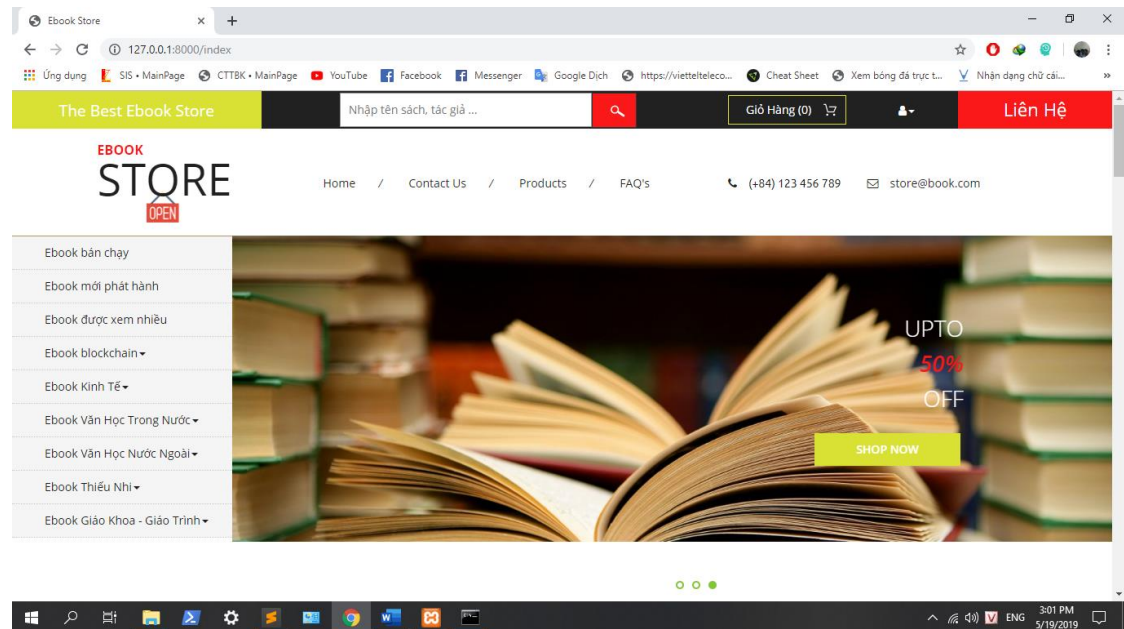 Ebook Store
127.0.0.1:8000/index
Ứng dụng SIS • MainPage CTTBK • MainPage YouTube Facebook Messenger Google Dịch https://viettelteleco... Cheat Sheet Xem bóng đá trực t... Nhận dạng chữ cái...
The Best Ebook Store
Nhập tên sách, tác giả ...
Giỏ Hàng (0)
Liên Hệ
EBOOK
STORE
OPEN
Home / Contact Us / Products / FAQ's
(+84) 123 456 789
store@book.com
Ebook bán chạy
Ebook mới phát hành
Ebook được xem nhiều
Ebook blockchain
Ebook Kinh Tế
Ebook Văn Học Trong Nước
Ebook Văn Học Nước Ngoài
Ebook Thiếu Nhi
Ebook Giáo Khoa - Giáo Trình
UPTO
50%
OFF
SHOP NOW
ENG
3:01 PM
5/19/2019